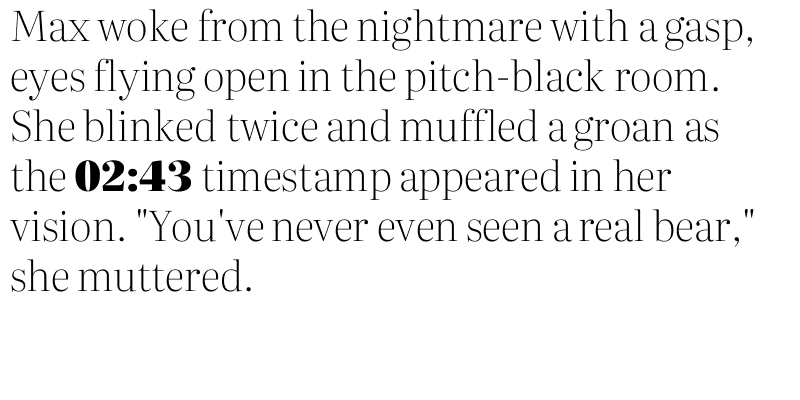 Max woke from the nightmare with a gasp,
eyes flying open in the pitch-black room.
She blinked twice and muffled a groan as
the 02:43 timestamp appeared in her
vision. "You've never even seen a real bear,"
she muttered.